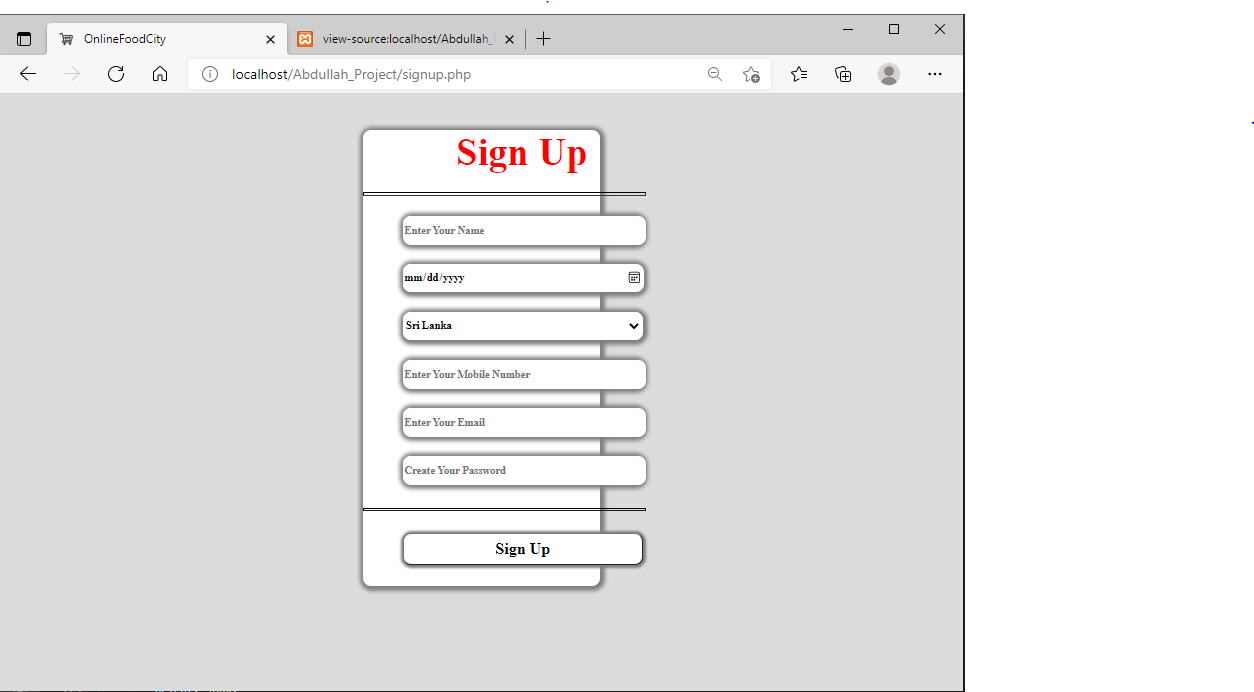 OnlineFoodCity
view-source:localhost/Abdullah_
localhost/Abdullah_Project/signup.php
Sign Up
Enter Your Name
mm/dd/yyyy
Sri Lanka
Enter Your Mobile Number
Enter Your Email
Create Your Password
Sign Up